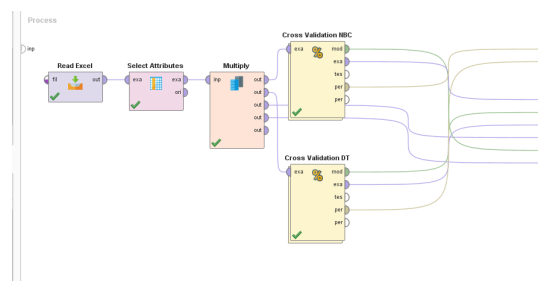 Process
inp
Read Excel
fil
out
Select Attributes
exa
exa
ori
Multiply
inp
out
out
out
out
out
Cross Validation NBC
exa
mod
exa
tes
per
per
Cross Validation DT
exa
mod
exa
tes
per
per